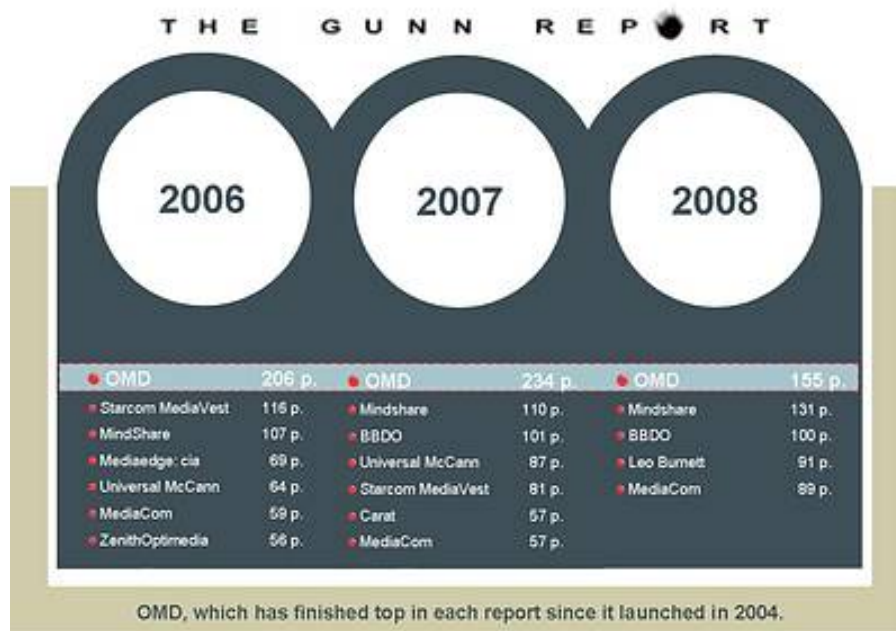 THE GUNN REPORT
2006
2007
2008
OMD 206 p.
Starcom MediaVest 116 p.
MindShare 107 p.
Mediaedge:cia 69 p.
Universal McCann 64 p.
MediaCom 59 p.
ZenithOptimedia 56 p.
OMD 234 p.
Mindshare 110 p.
BBDO 101 p.
Universal McCann 87 p.
Starcom MediaVest 81 p.
Carat 57 p.
MediaCom 57 p.
OMD 155 p.
Mindshare 131 p.
BBDO 100 p.
Leo Burnett 91 p.
MediaCom 89 p.
OMD, which has finished top in each report since it launched in 2004.